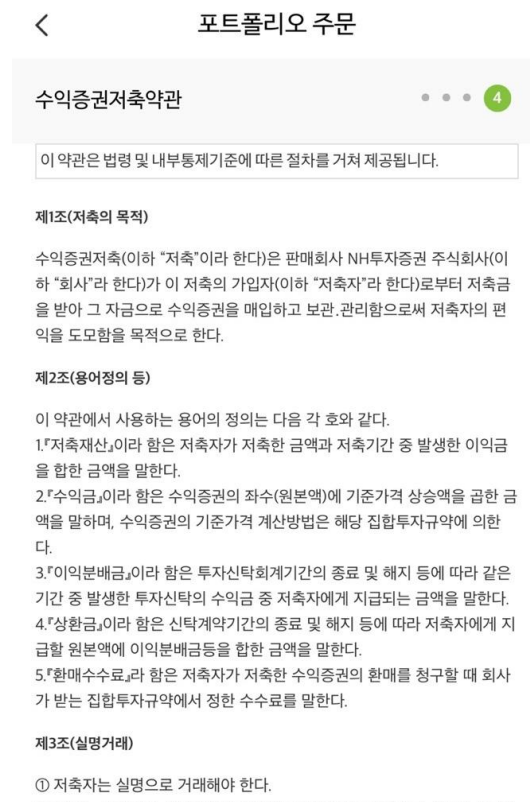 포트폴리오 주문
수익증권저축약관
4
이 약관은 법령 및 내부통제기준에 따른 절차를 거쳐 제공됩니다.
제1조(저축의 목적)
수익증권저축(이하 “저축”이라 한다)은 판매회사 NH투자증권 주식회사(이
하 “회사”라 한다)가 이 저축의 가입자(이하 “저축자”라 한다)로부터 저축금
을 받아 그 자금으로 수익증권을 매입하고 보관.관리함으로써 저축자의 편
익을 도모함을 목적으로 한다.
제2조(용어정의 등)
이 약관에서 사용하는 용어의 정의는 다음 각 호와 같다.
1.『저축재산』이라 함은 저축자가 저축한 금액과 저축기간 중 발생한 이익금
을 합한 금액을 말한다.
2.『수익금』이라 함은 수익증권의 좌수(원본액)에 기준가격 상승액을 곱한 금
액을 말하며, 수익증권의 기준가격 계산방법은 해당 집합투자규약에 의한
다.
3.『이익분배금』이라 함은 투자신탁회계기간의 종료 및 해지 등에 따라 같은
기간 중 발생한 투자신탁의 수익금 중 저축자에게 지급되는 금액을 말한다.
4.『상환금』이라 함은 신탁계약기간의 종료 및 해지 등에 따라 저축자에게 지
급할 원본액에 이익분배금등을 합한 금액을 말한다.
5.『환매수수료』라 함은 저축자가 저축한 수익증권의 환매를 청구할 때 회사
가 받는 집합투자규약에서 정한 수수료를 말한다.
제3조(실명거래)
① 저축자는 실명으로 거래해야 한다.